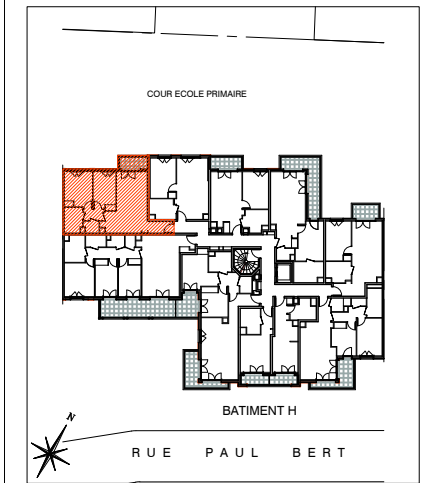 COUR ECOLE PRIMAIRE
BATIMENT H
N
RUE PAUL BERT